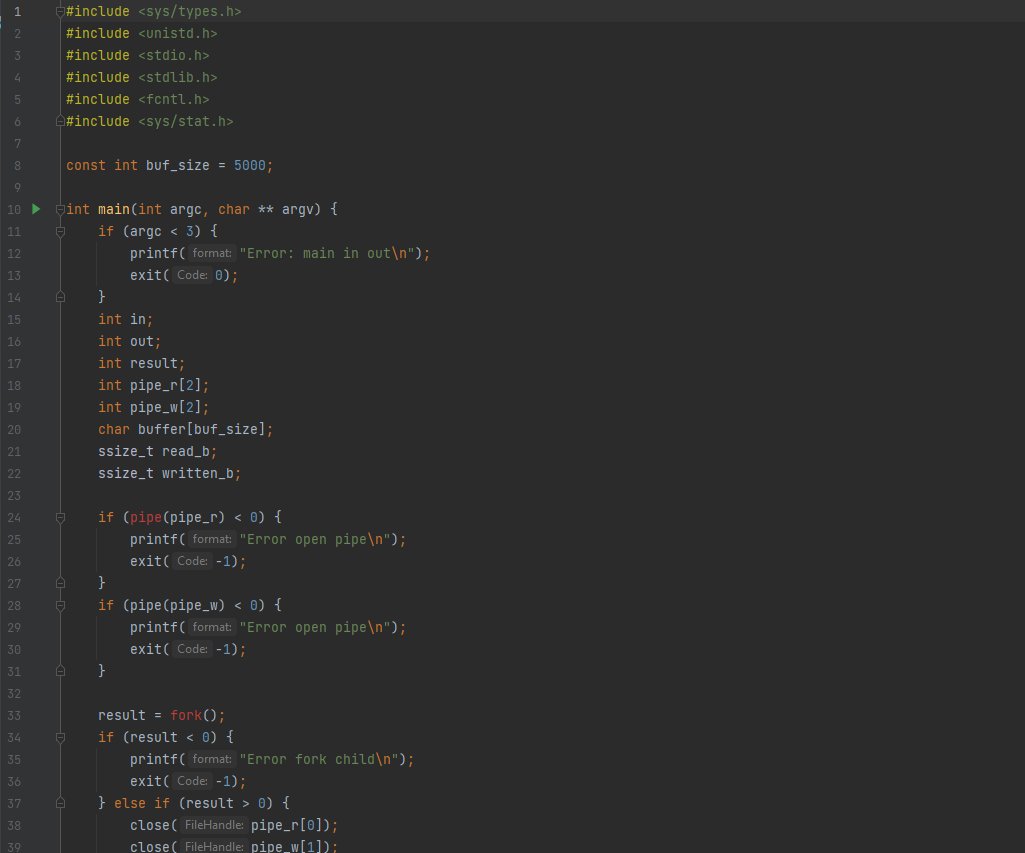 1 #include <sys/types.h>
2 #include <unistd.h>
3 #include <stdio.h>
4 #include <stdlib.h>
5 #include <fcntl.h>
6 #include <sys/stat.h>
7
8 const int buf_size = 5000;
9
10 int main(int argc, char ** argv) {
11     if (argc < 3) {
12         printf( format: "Error: main in out\n");
13         exit( Code: 0);
14     }
15     int in;
16     int out;
17     int result;
18     int pipe_r[2];
19     int pipe_w[2];
20     char buffer[buf_size];
21     ssize_t read_b;
22     ssize_t written_b;
23
24     if (pipe(pipe_r) < 0) {
25         printf( format: "Error open pipe\n");
26         exit( Code: -1);
27     }
28     if (pipe(pipe_w) < 0) {
29         printf( format: "Error open pipe\n");
30         exit( Code: -1);
31     }
32
33     result = fork();
34     if (result < 0) {
35         printf( format: "Error fork child\n");
36         exit( Code: -1);
37     } else if (result > 0) {
38         close( FileHandle: pipe_r[0]);
39         close( FileHandle: pipe_w[1]);